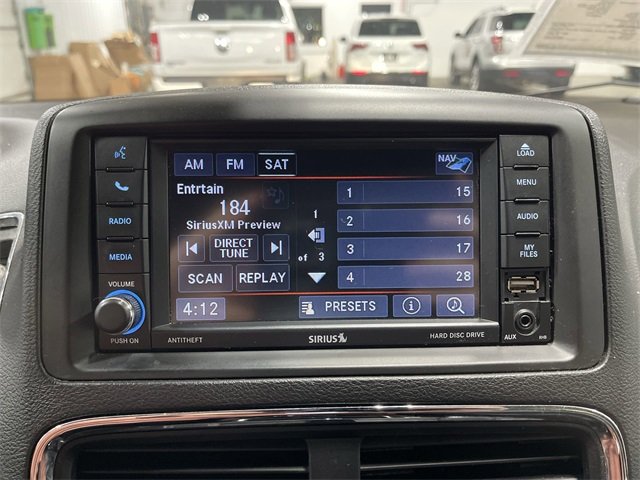 AM FM SAT NAV
Entrtain
184
SiriusXM Preview
DIRECT
TUNE
SCAN REPLAY
1
of 3
1 15
2 16
3 17
4 28
4:12 PRESETS
RADIO
MEDIA
VOLUME
PUSH ON
LOAD
MENU
AUDIO
MY
FILES
AUX RHB
ANTITHEFT SIRIUS HARD DISC DRIVE